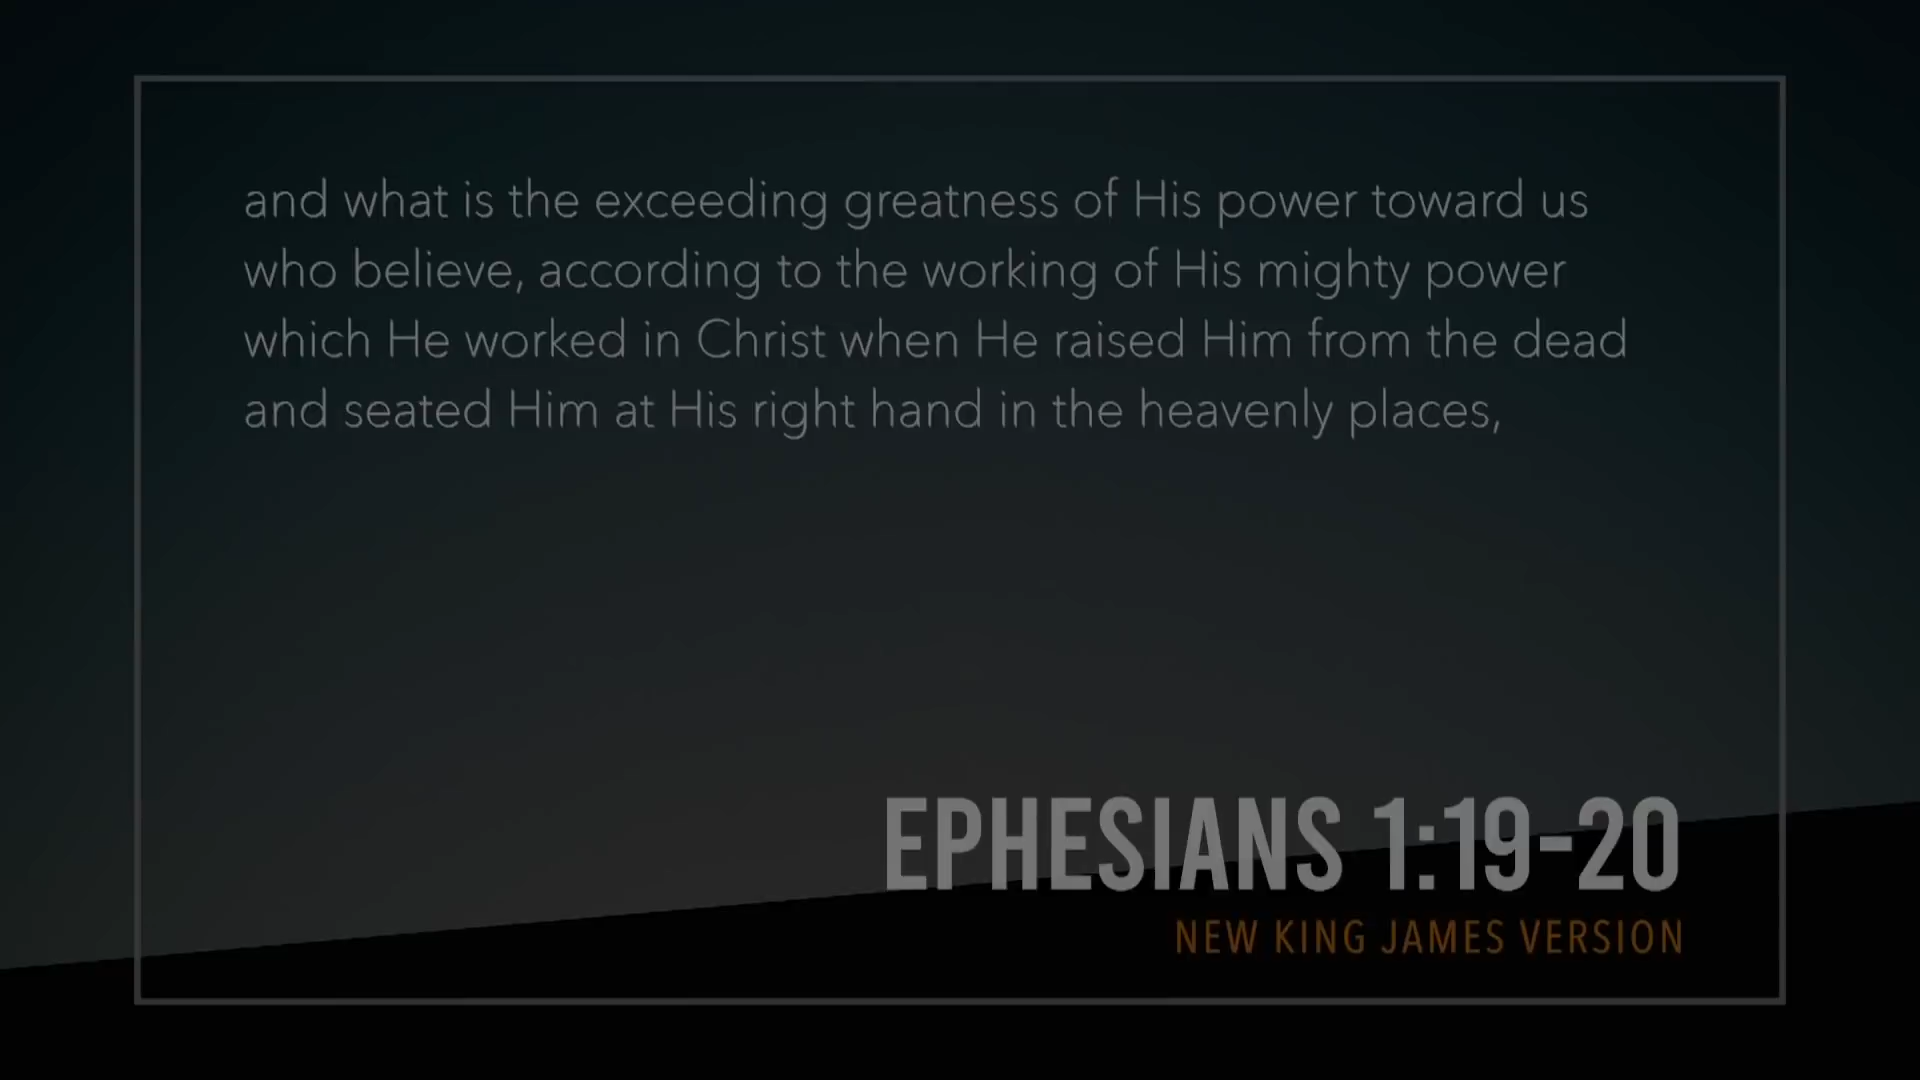 and what is the exceeding greatness of His power toward us
who believe, according to the working of His mighty power
which He worked in Christ when He raised Him from the dead
and seated Him at His right hand in the heavenly places,
EPHESIANS 1:19-20
NEW KING JAMES VERSION